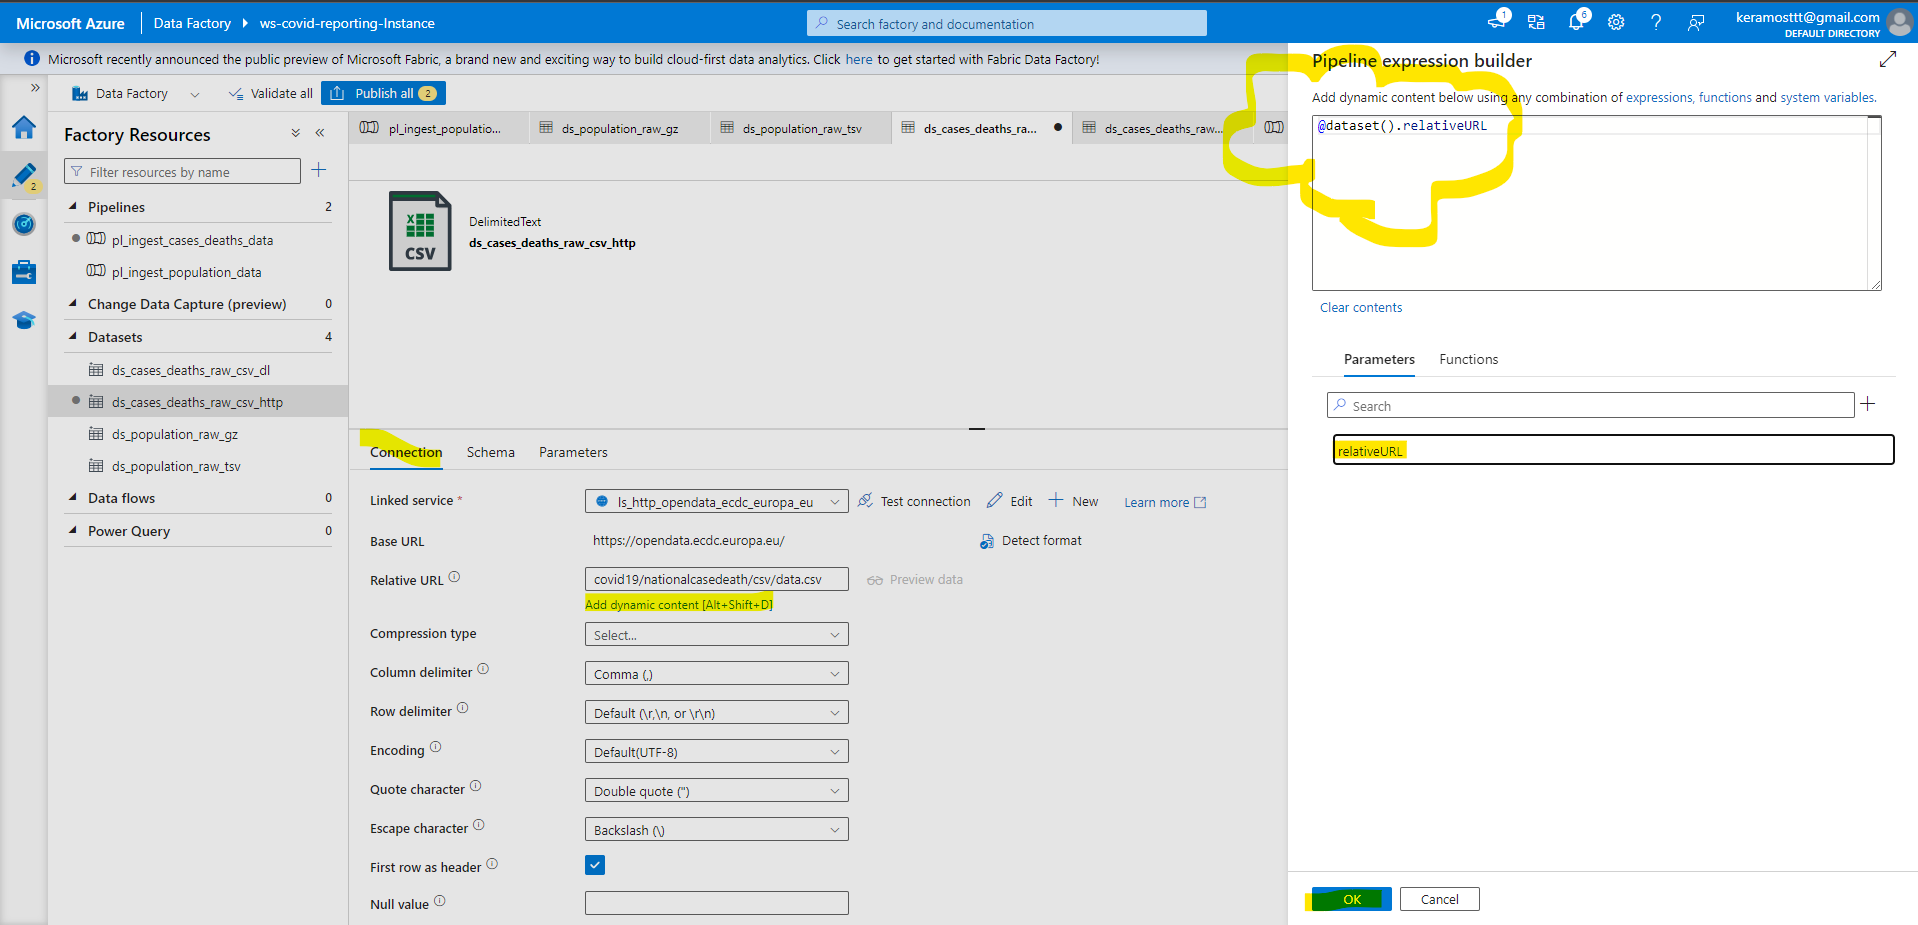 Microsoft Azure
Data Factory
ws-covid-reporting-Instance
Search factory and documentation
1
6
keramosttt@gmail.com
DEFAULT DIRECTORY
Microsoft recently announced the public preview of Microsoft Fabric, a brand new and exciting way to build cloud-first data analytics. Click here to get started with Fabric Data Factory!
Data Factory
Validate all
Publish all 2
Factory Resources
2
Filter resources by name
Pipelines 2
pl_ingest_cases_deaths_data
pl_ingest_population_data
Change Data Capture (preview) 0
Datasets 4
ds_cases_deaths_raw_csv_dl
ds_cases_deaths_raw_csv_http
ds_population_raw_gz
ds_population_raw_tsv
Data flows 0
Power Query 0
pl_ingest_populatio...
ds_population_raw_gz
ds_population_raw_tsv
ds_cases_deaths_ra...
ds_cases_deaths_raw...
CSV
DelimitedText
ds_cases_deaths_raw_csv_http
Connection
Schema
Parameters
Linked service *
ls_http_opendata_ecdc_europa_eu
Test connection
Edit
New
Learn more
Base URL
https://opendata.ecdc.europa.eu/
Detect format
Relative URL
covid19/nationalcasedeath/csv/data.csv
Preview data
Add dynamic content [Alt+Shift+D]
Compression type
Select...
Column delimiter
Comma (,)
Row delimiter
Default (\r,\n, or \r\n)
Encoding
Default(UTF-8)
Quote character
Double quote (")
Escape character
Backslash (\)
First row as header
Null value
Pipeline expression builder
Add dynamic content below using any combination of expressions, functions and system variables.
@dataset().relativeURL
Clear contents
Parameters
Functions
Search
relativeURL
OK
Cancel